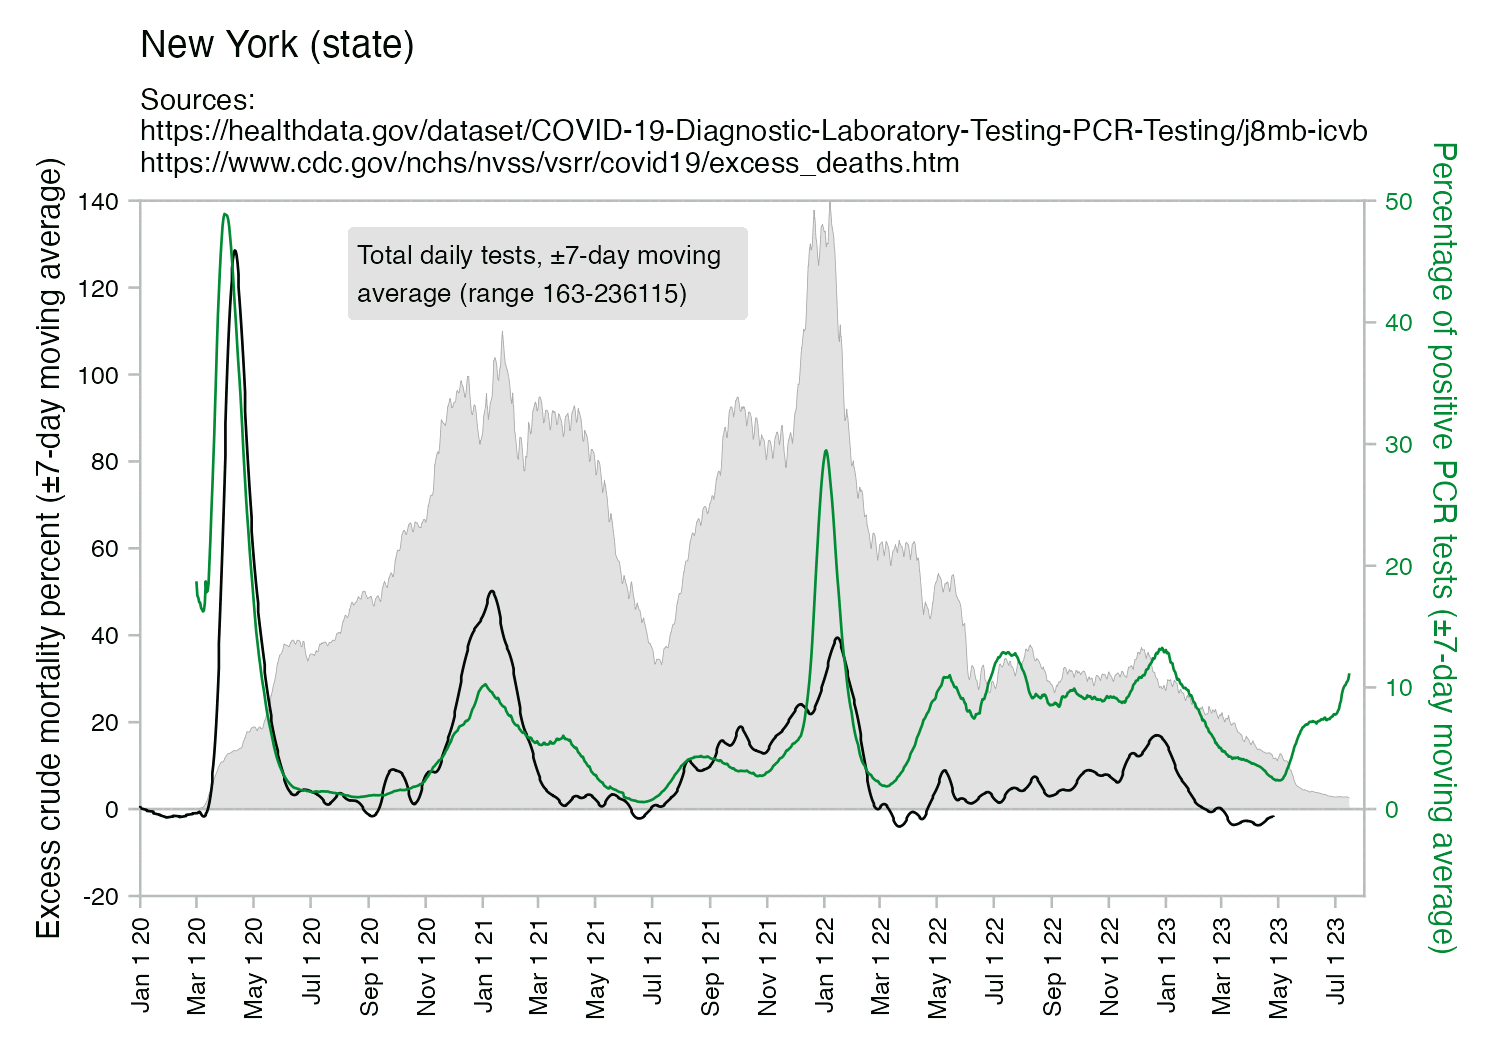 New York (state)
Sources:
https://healthdata.gov/dataset/COVID-19-Diagnostic-Laboratory-Testing-PCR-Testing/j8mb-icvb
https://www.cdc.gov/nchs/nvss/vsrr/covid19/excess_deaths.htm
Excess crude mortality percent (±7-day moving average)
140
120
100
80
60
40
20
0
-20
Total daily tests, ±7-day moving
average (range 163-236115)
50
40
30
20
10
0
Percentage of positive PCR tests (±7-day moving average)
Jan 1 20
Mar 1 20
May 1 20
Jul 1 20
Sep 1 20
Nov 1 20
Jan 1 21
Mar 1 21
May 1 21
Jul 1 21
Sep 1 21
Nov 1 21
Jan 1 22
Mar 1 22
May 1 22
Jul 1 22
Sep 1 22
Nov 1 22
Jan 1 23
Mar 1 23
May 1 23
Jul 1 23